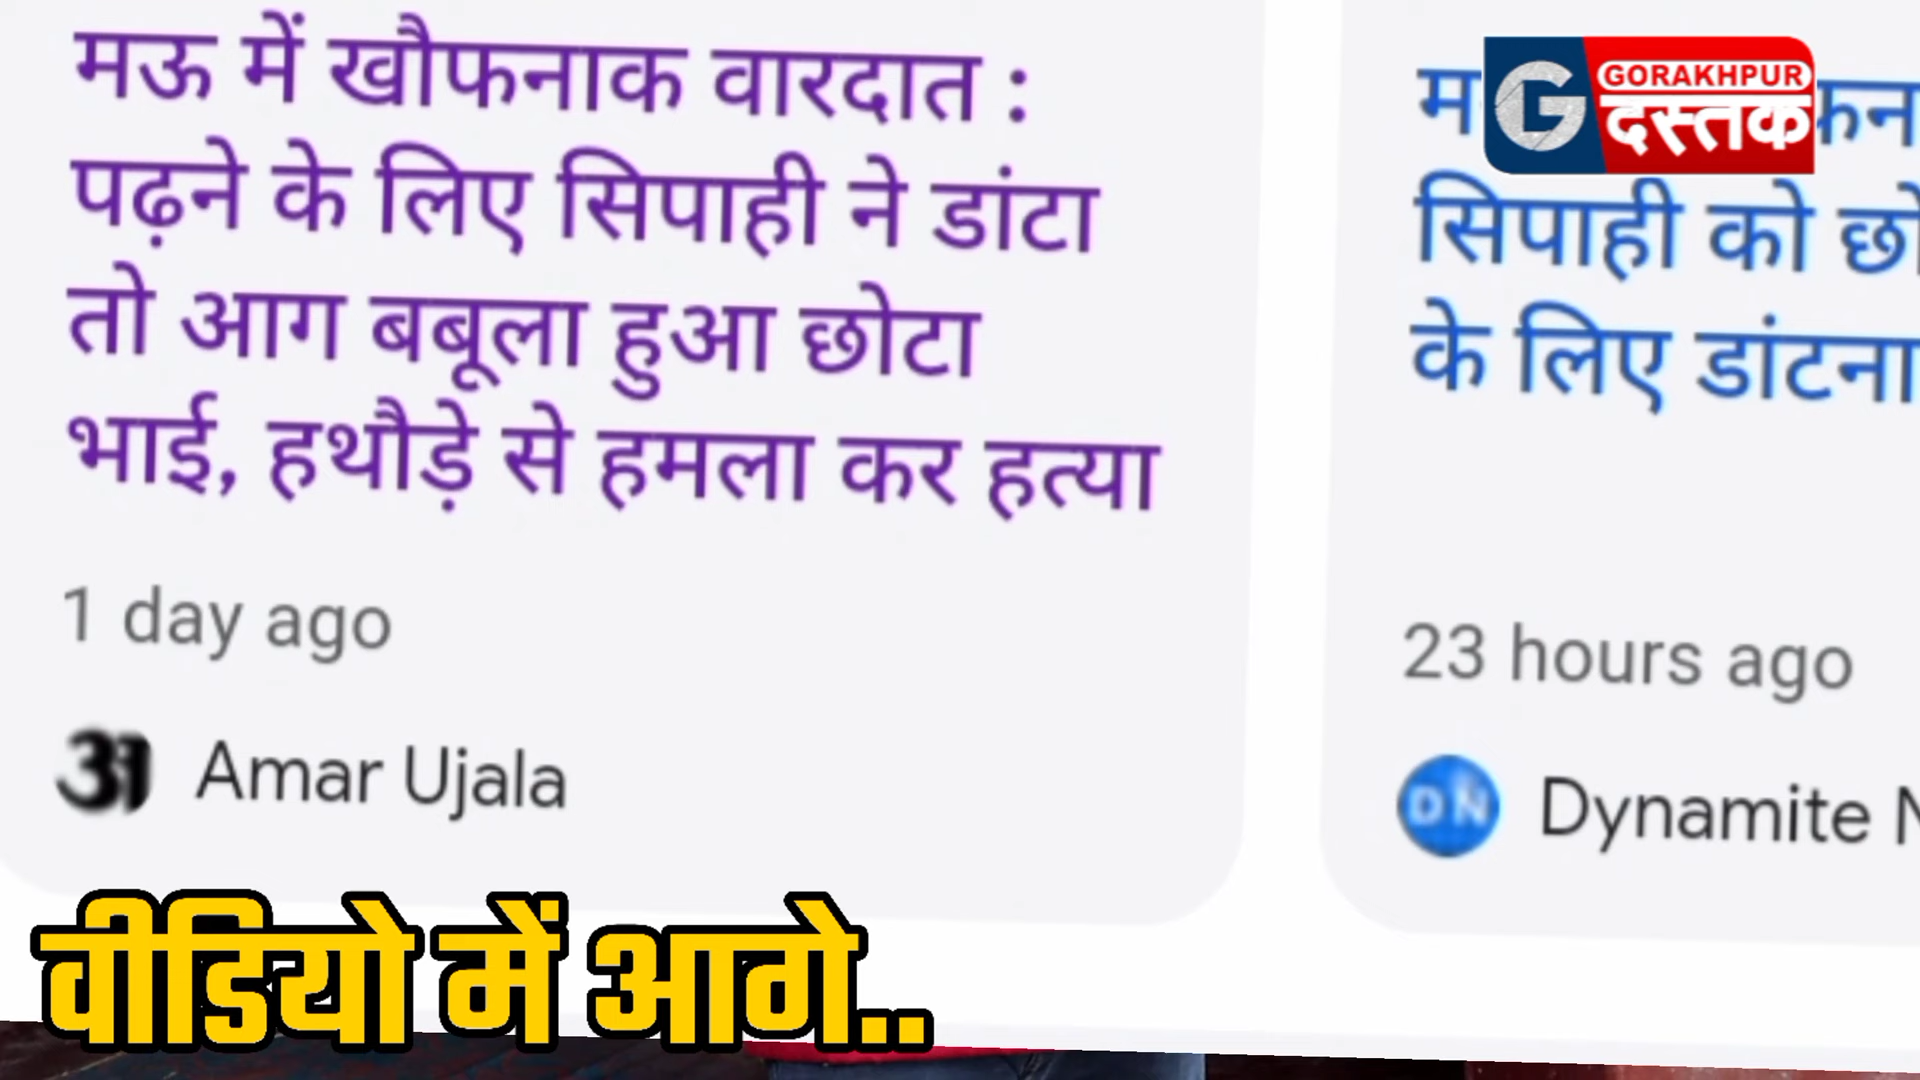 मऊ में खौफनाक वारदात :
पढ़ने के लिए सिपाही ने डांटा
तो आग बबूला हुआ छोटा
भाई, हथौड़े से हमला कर हत्या
1 day ago
अ Amar Ujala
सिपाही को
के लिए डांटना
23 hours ago
DN Dynamite
G GORAKHPUR
दस्तक
वीडियो में आगे..